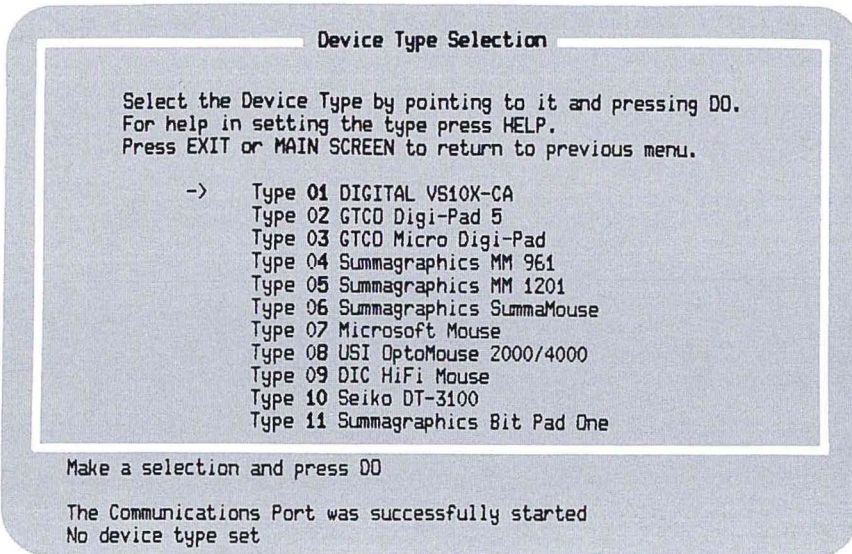 Device Type Selection
Select the Device Type by pointing to it and pressing DO.
For help in setting the type press HELP.
Press EXIT or MAIN SCREEN to return to previous menu.
-> Type 01 DIGITAL VS10X-CA
Type 02 GTCO Digi-Pad 5
Type 03 GTCO Micro Digi-Pad
Type 04 Summagraphics MM 961
Type 05 Summagraphics MM 1201
Type 06 Summagraphics SummaMouse
Type 07 Microsoft Mouse
Type 08 USI OptoMouse 2000/4000
Type 09 DIC HiFi Mouse
Type 10 Seiko DT-3100
Type 11 Summagraphics Bit Pad One
Make a selection and press DO
The Communications Port was successfully started
No device type set